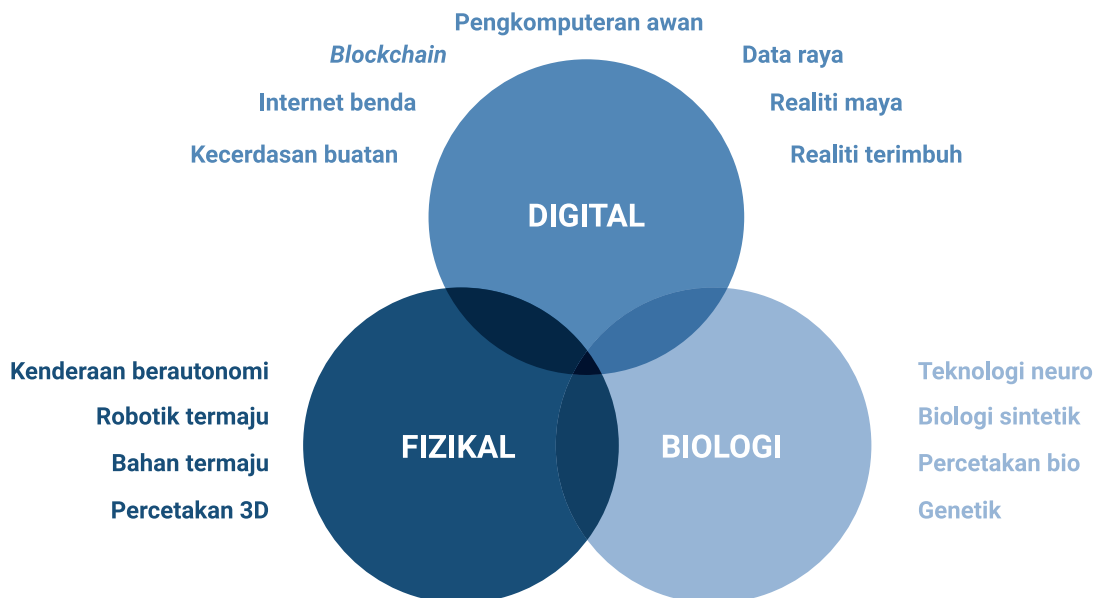 Pengkomputeran awan
Blockchain
Data raya
Internet benda
Realiti maya
Kecerdasan buatan
Realiti terimbuh
DIGITAL
Kenderaan berautonomi
Robotik termaju
Bahan termaju
Percetakan 3D
FIZIKAL
BIOLOGI
Teknologi neuro
Biologi sintetik
Percetakan bio
Genetik